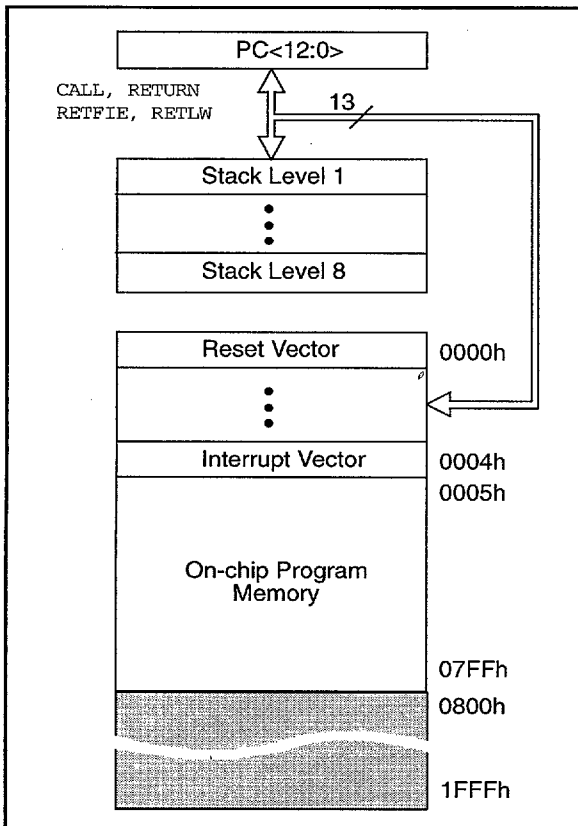 PC<12:0>
CALL, RETURN
RETFIE, RETLW
13
Stack Level 1
Stack Level 8
Reset Vector
0000h
Interrupt Vector
0004h
0005h
On-chip Program
Memory
07FFh
0800h
1FFFh